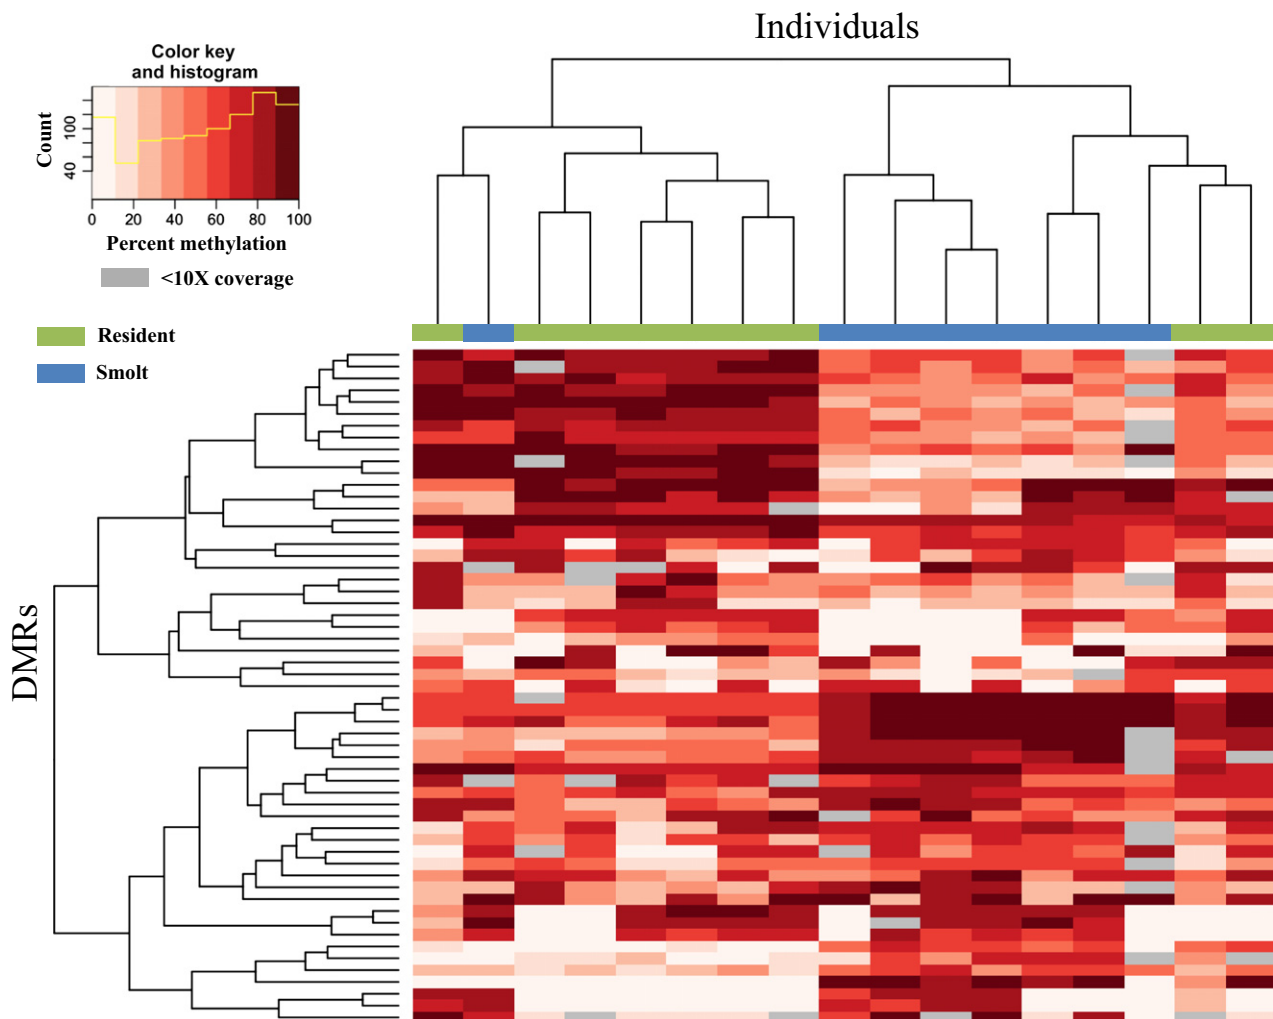 Individuals
Color key
and histogram
Count
40
100
0 20 40 60 80 100
Percent methylation
<10X coverage
Resident
Smolt
DMRs